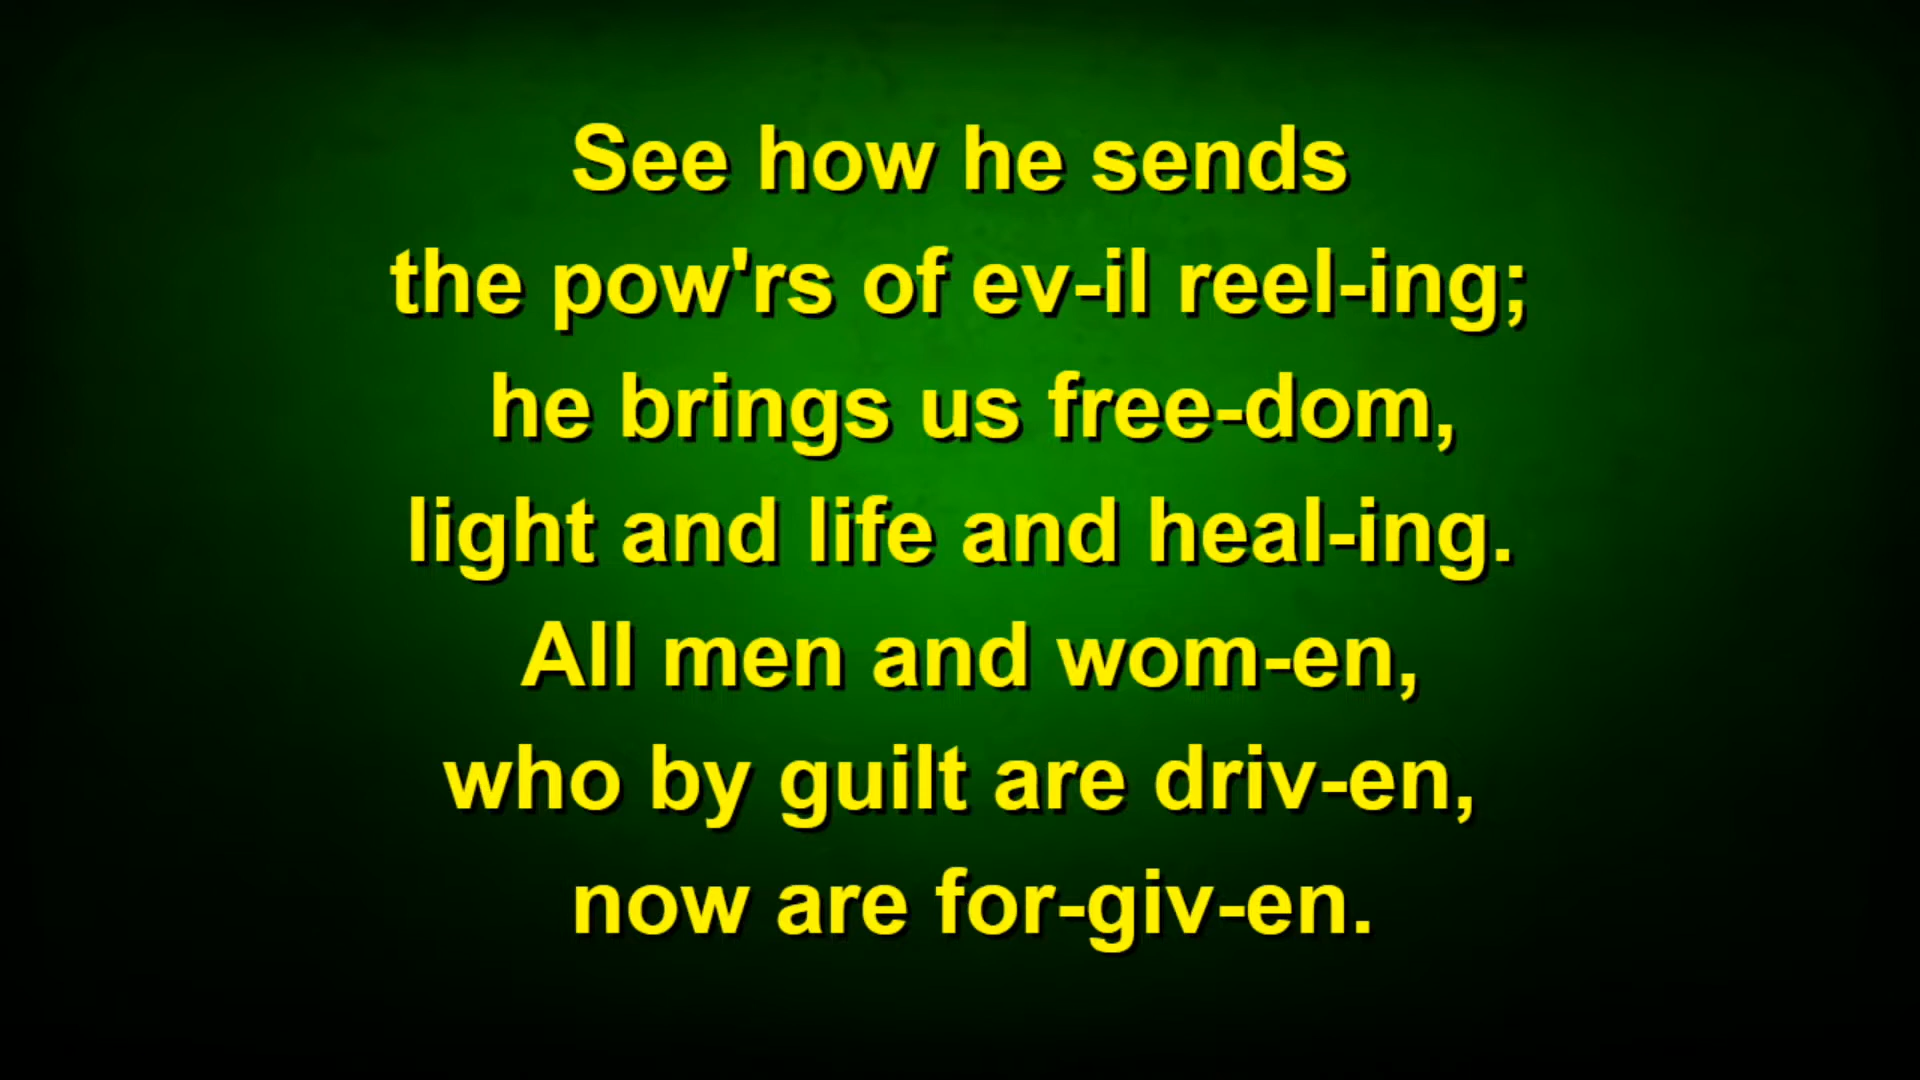 See how he sends
the pow'rs of ev-il reel-ing;
he brings us free-dom,
light and life and heal-ing.
All men and wom-en,
who by guilt are driv-en,
now are for-giv-en.